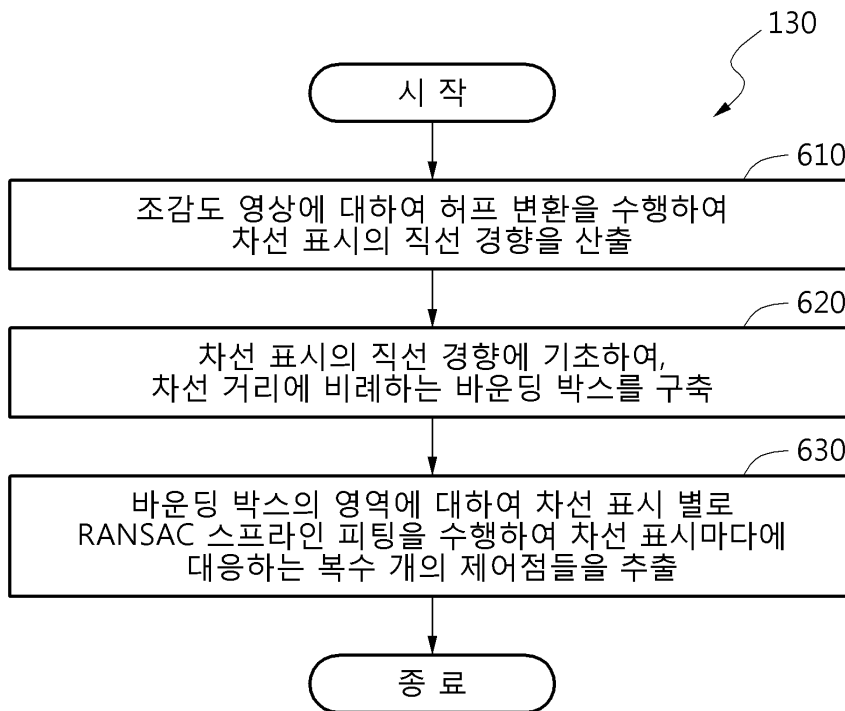 130
시 작
610
조감도 영상에 대하여 허프 변환을 수행하여
차선 표시의 직선 경향을 산출
620
차선 표시의 직선 경향에 기초하여,
차선 거리에 비례하는 바운딩 박스를 구축
630
바운딩 박스의 영역에 대하여 차선 표시 별로
RANSAC 스프라인 피팅을 수행하여 차선 표시마다에
대응하는 복수 개의 제어점들을 추출
종 료